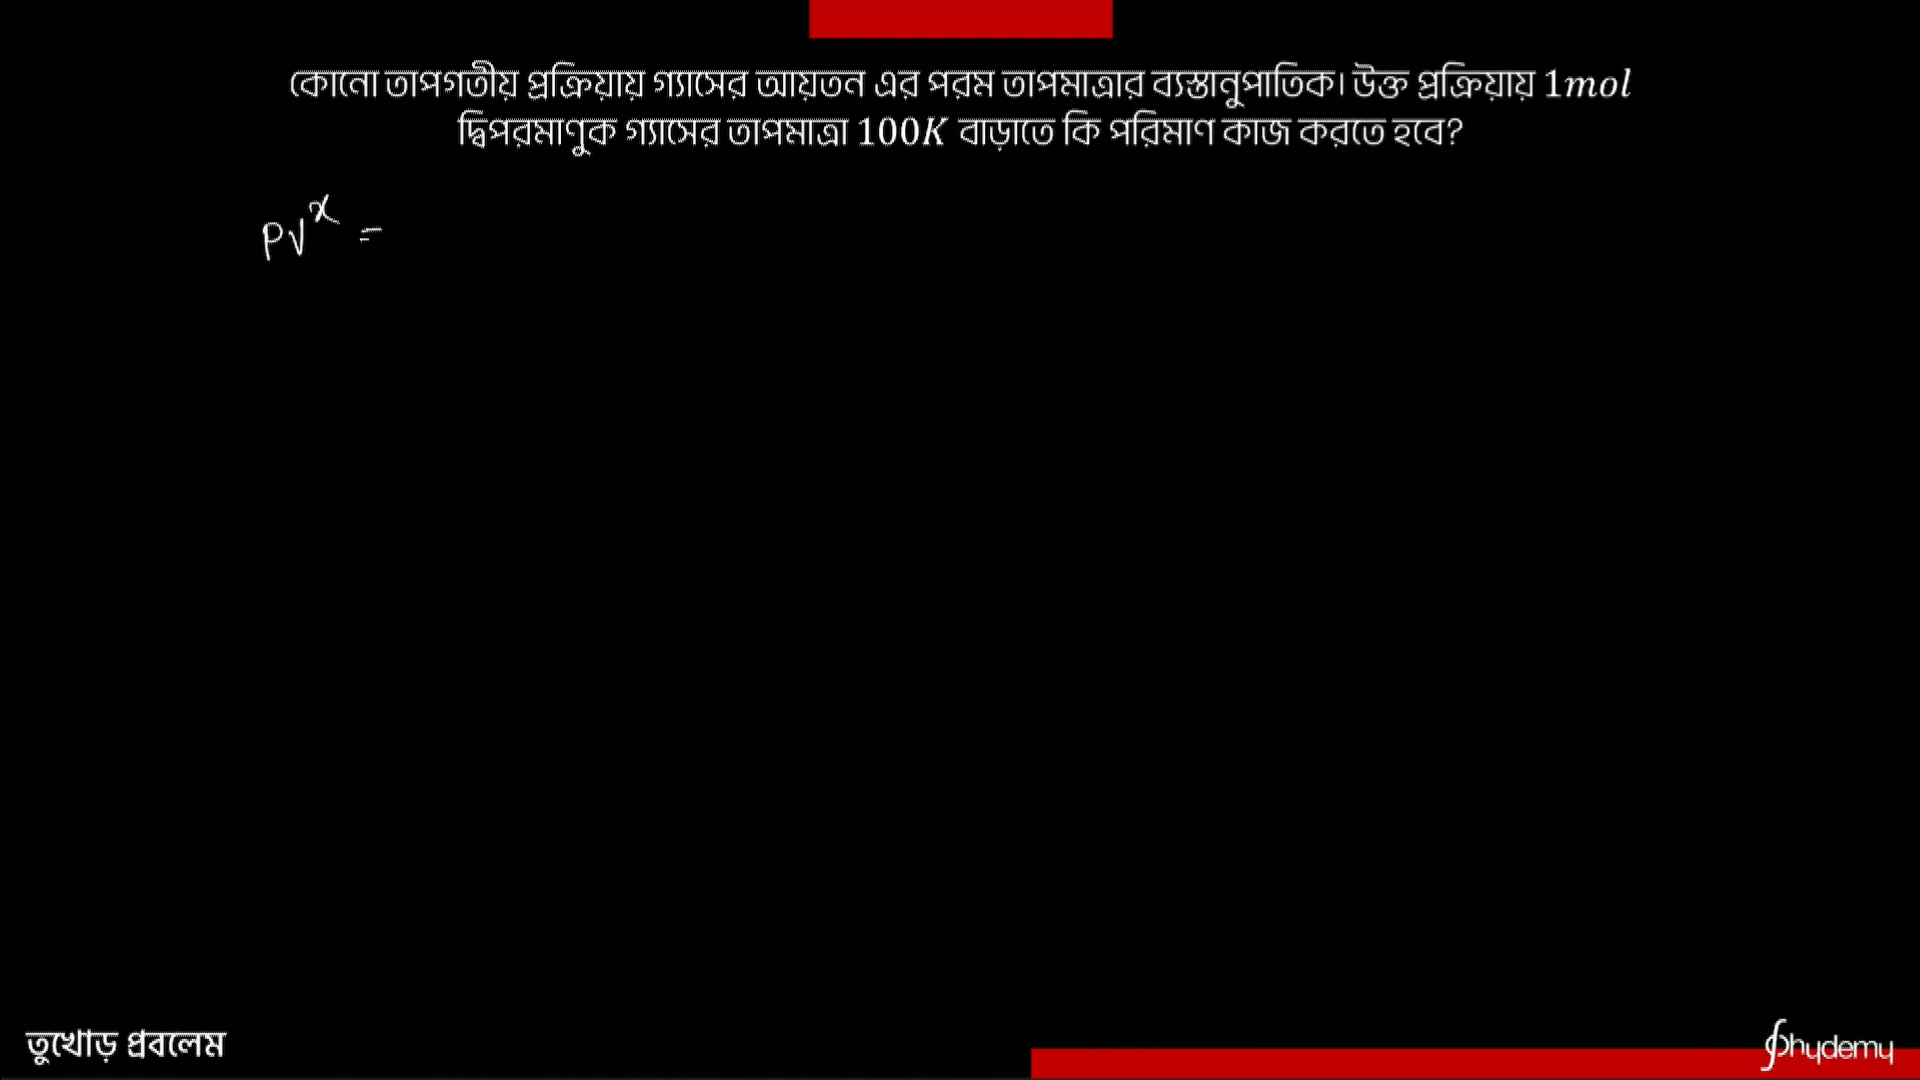 কোনো তাপগতীয় প্রক্রিয়ায় গ্যাসের আয়তন এর পরম তাপমাত্রার ব্যস্তানুপাতিক। উক্ত প্রক্রিয়ায় 1mol
দ্বিপরমাণুক গ্যাসের তাপমাত্রা 100K বাড়াতে কি পরিমাণ কাজ করতে হবে?
PV^x =
তুখোড় প্রবলেম
Phydemy